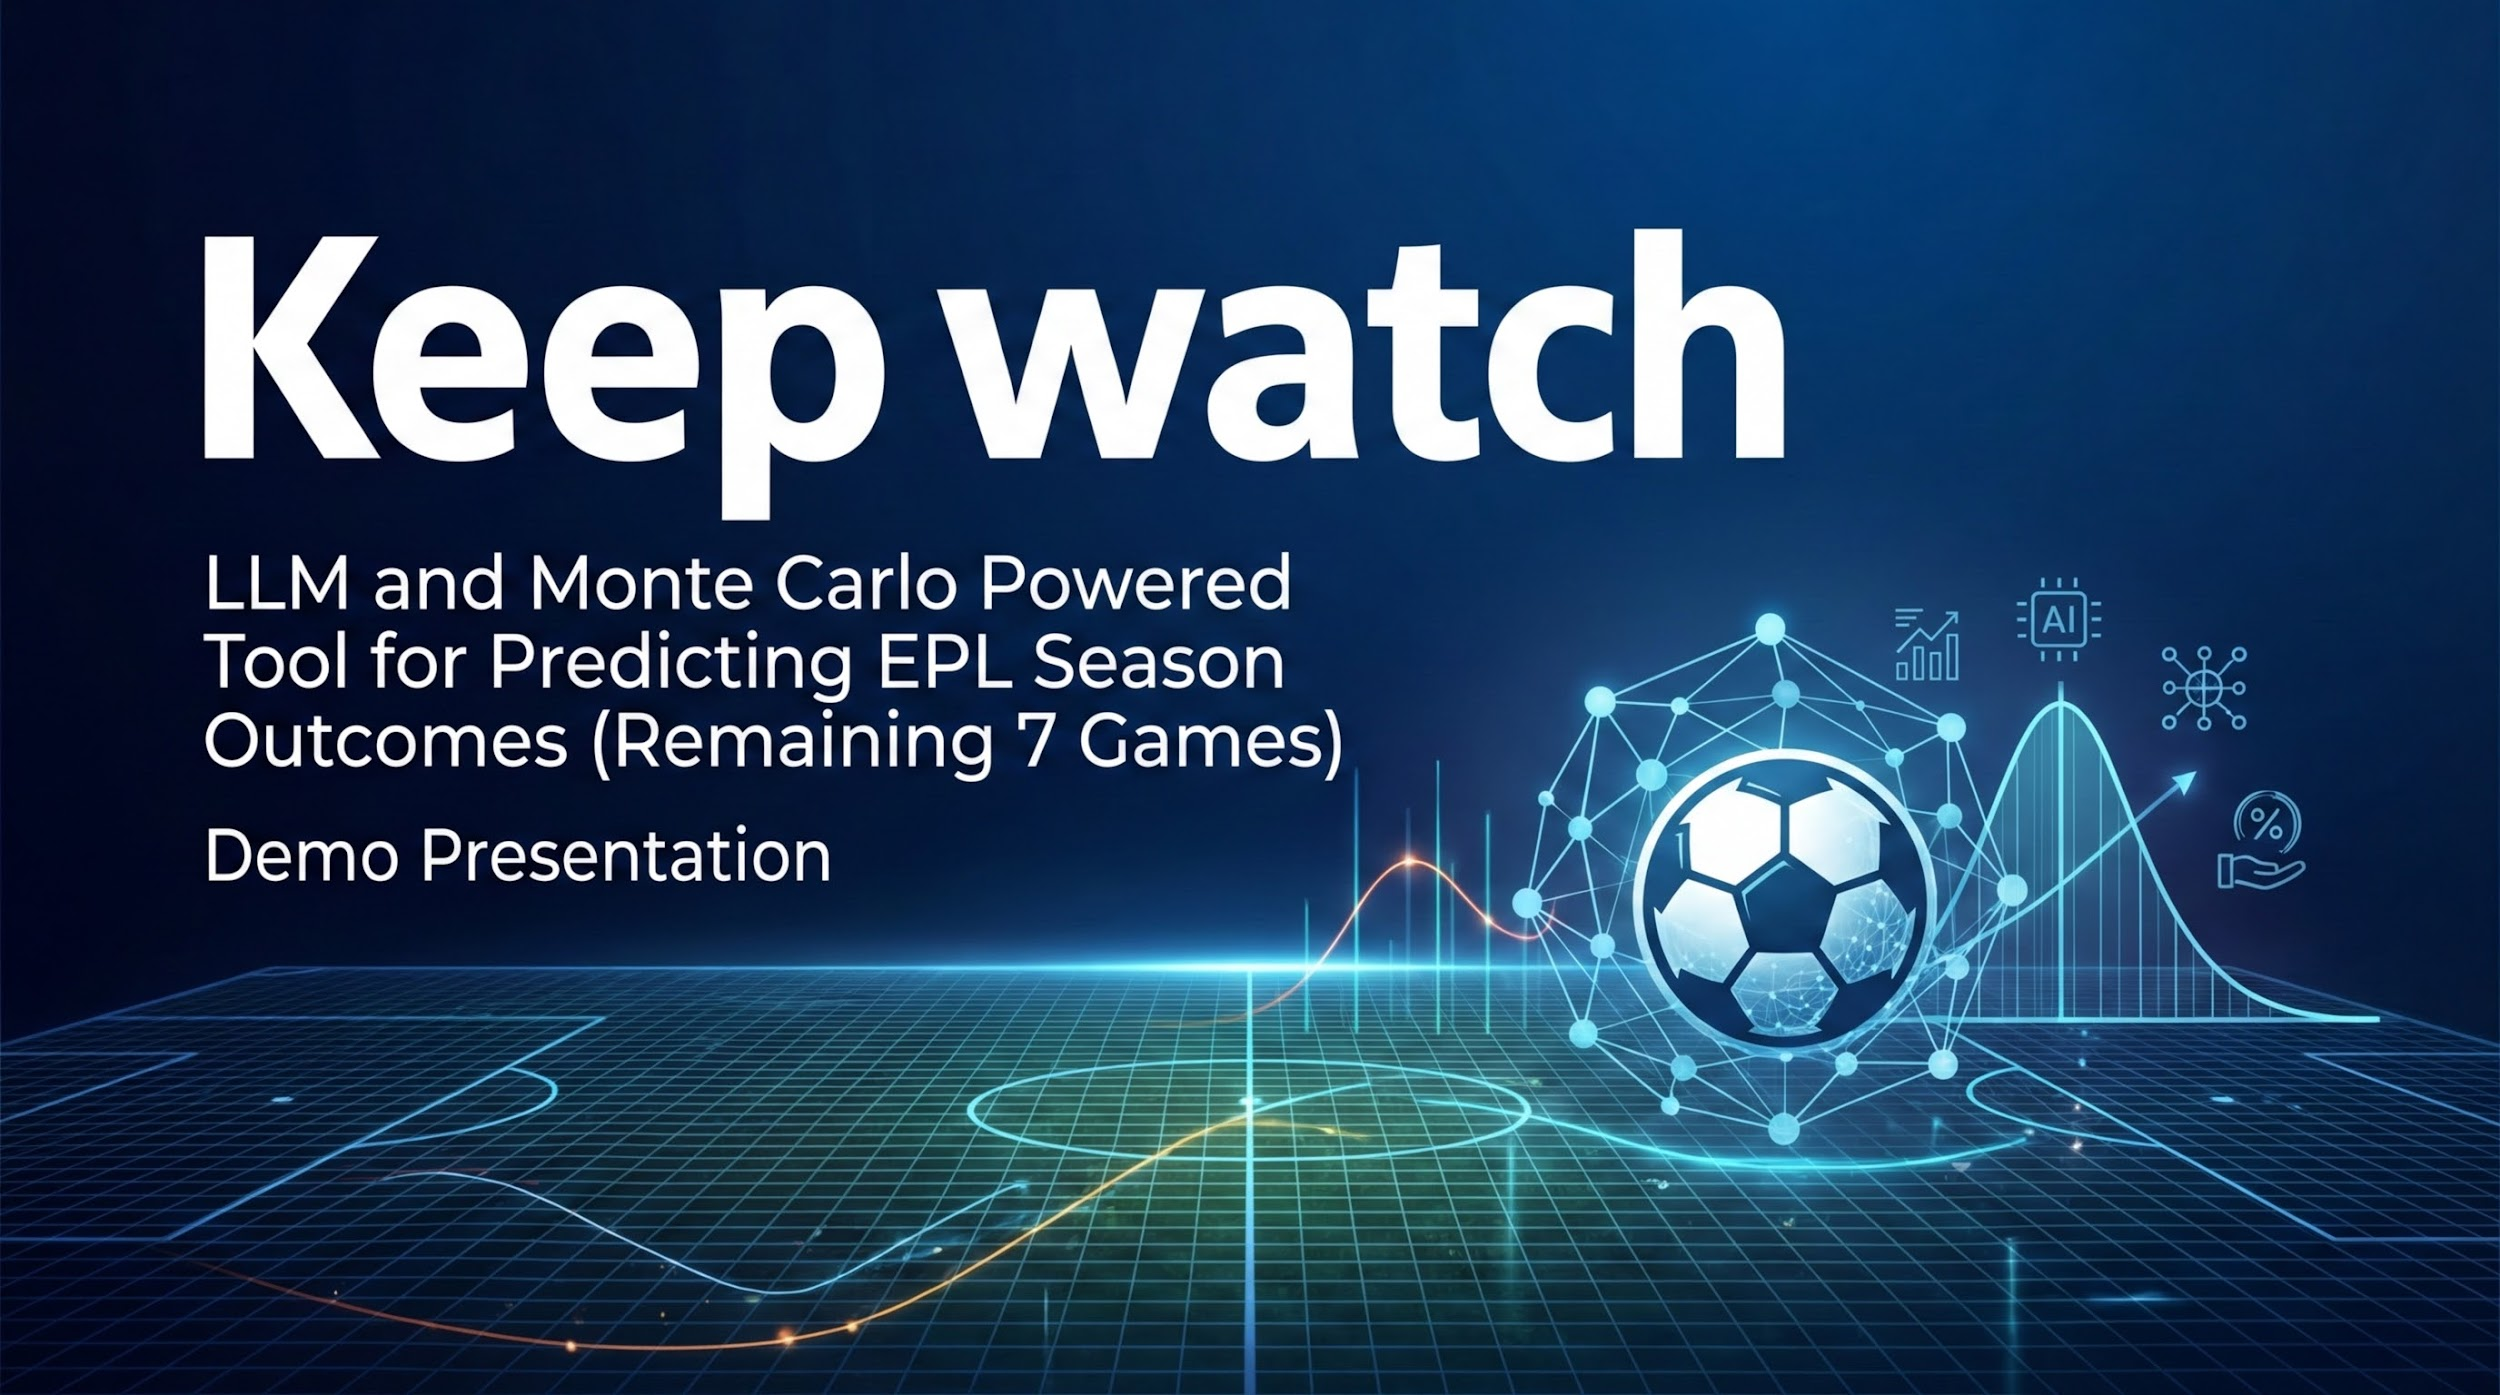 Keep watch
LLM and Monte Carlo Powered
Tool for Predicting EPL Season
Outcomes (Remaining 7 Games)
Demo Presentation
AI
%